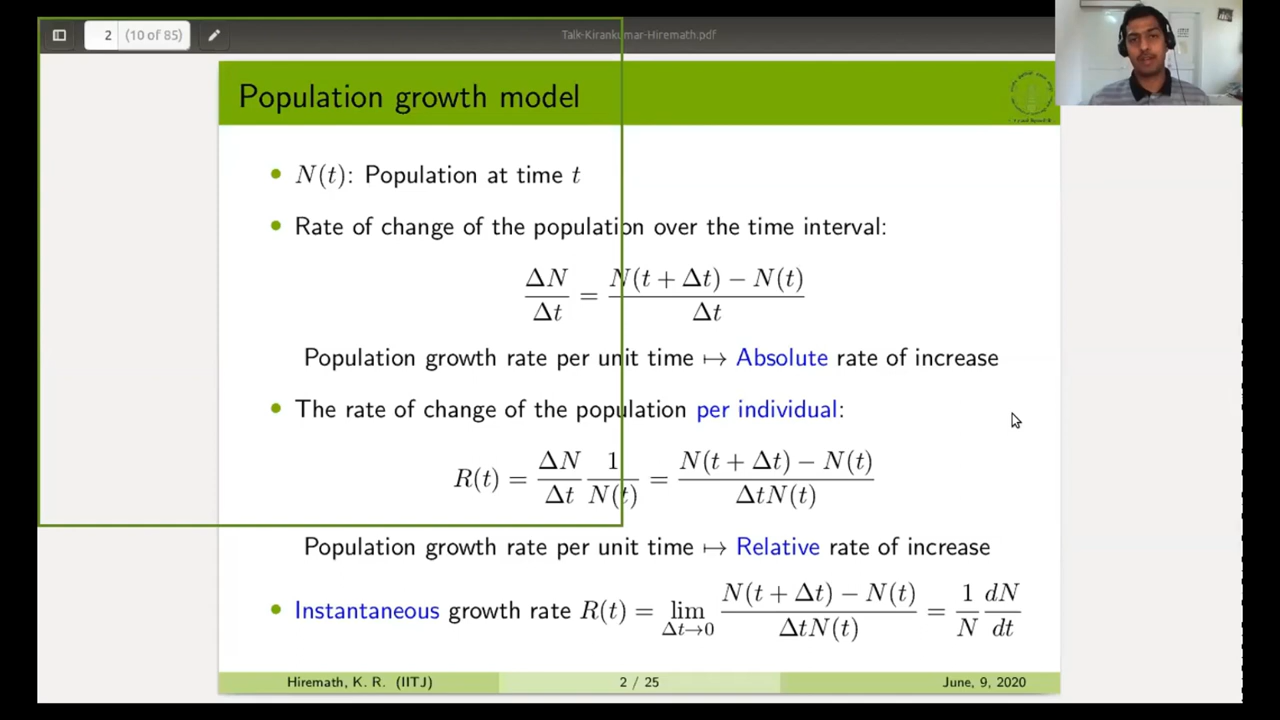 2 (10 of 85)
Talk-Kirankumar-Hiremath.pdf
Population growth model
• N(t): Population at time t
• Rate of change of the population over the time interval:
ΔN/Δt = (N(t + Δt) − N(t))/Δt
Population growth rate per unit time ↦ Absolute rate of increase
• The rate of change of the population per individual:
R(t) = ΔN/Δt 1/N(t) = (N(t + Δt) − N(t))/(ΔtN(t))
Population growth rate per unit time ↦ Relative rate of increase
• Instantaneous growth rate R(t) = lim Δt→0 (N(t + Δt) − N(t))/(ΔtN(t)) = 1/N dN/dt
Hiremath, K. R. (IITJ)
2 / 25
June, 9, 2020